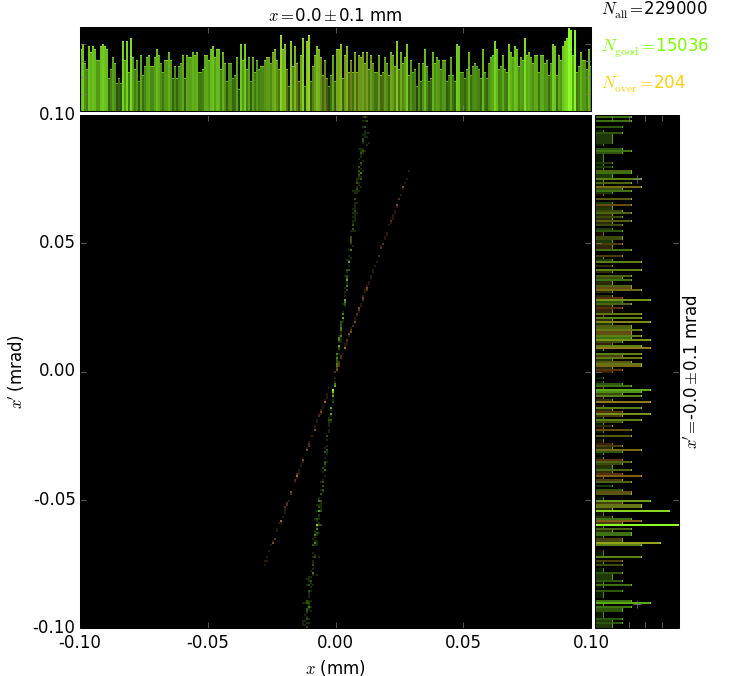 x=0.0±0.1 mm
N_all=229000
N_good=15036
N_over=204
0.10
0.05
0.00
-0.05
-0.10
x′ (mrad)
x′=-0.0±0.1 mrad
-0.10 -0.05 0.00 0.05 0.10
x (mm)